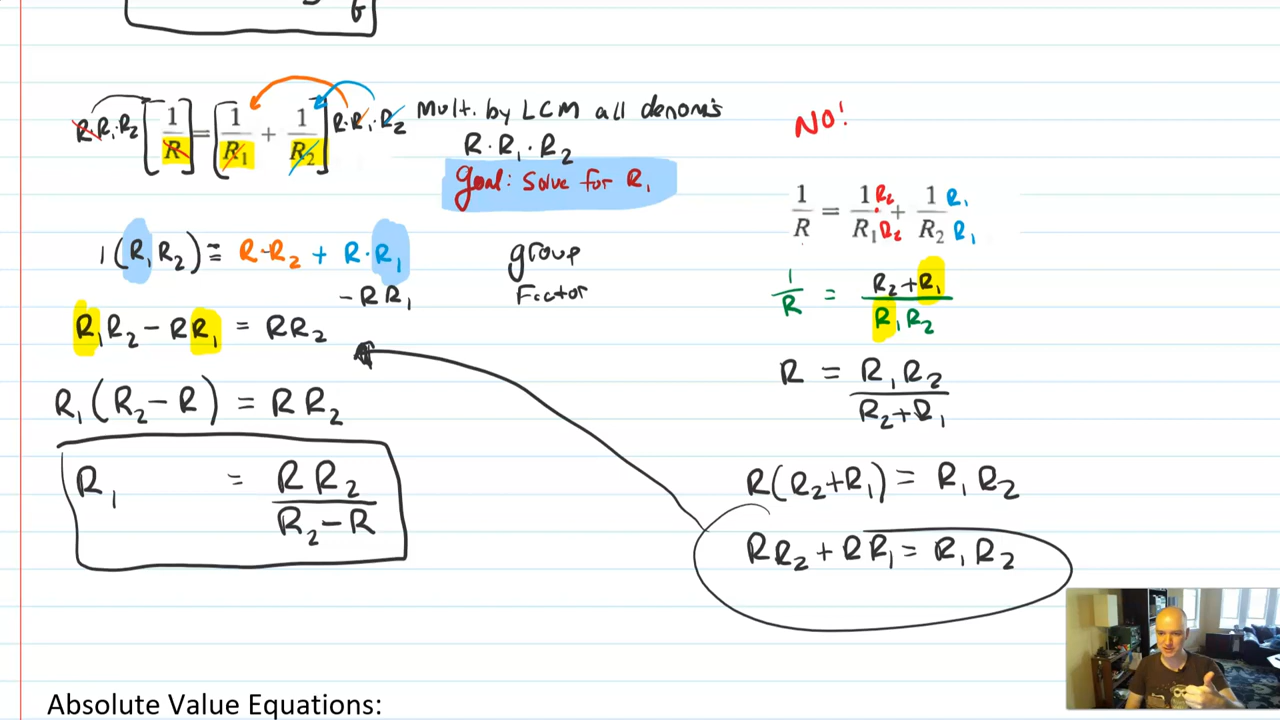 6
R·R₁·R₂ [ 1/R ] = [ 1/R₁ + 1/R₂ ] R·R₁·R₂ Mult. by LCM all denom's
R·R₁·R₂
goal: Solve for R₁
1(R₁R₂) = R·R₂ + R·R₁ group
Factor
-RR₁
R₁R₂ - RR₁ = RR₂
R₁(R₂-R) = RR₂
R₁ = RR₂/(R₂-R)
NO!
1/R = 1R₂/R₁R₂ + 1R₁/R₂R₁
1/R = R₂+R₁/R₁R₂
R = R₁R₂/R₂+R₁
R(R₂+R₁) = R₁R₂
RR₂+RR₁ = R₁R₂
Absolute Value Equations: